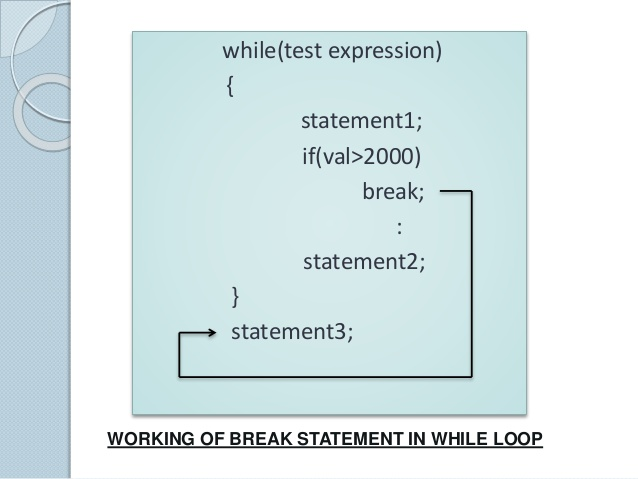 while(test expression)
{
statement1;
if(val>2000)
break;
:
statement2;
}
statement3;
WORKING OF BREAK STATEMENT IN WHILE LOOP